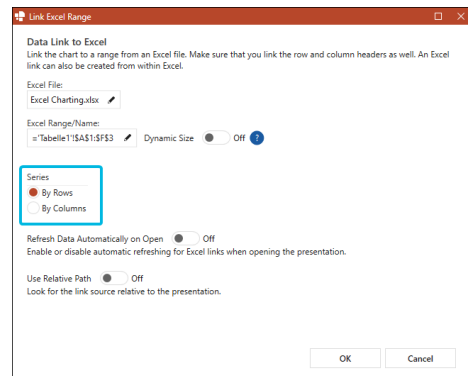 Link Excel Range
Data Link to Excel
Link the chart to a range from an Excel file. Make sure that you link the row and column headers as well. An Excel
link can also be created from within Excel.
Excel File:
Excel Charting.xlsx
Excel Range/Name:
='Tabelle1'!$A$1:$F$3 Dynamic Size Off ?
Series
By Rows
By Columns
Refresh Data Automatically on Open Off
Enable or disable automatic refreshing for Excel links when opening the presentation.
Use Relative Path Off
Look for the link source relative to the presentation.
OK Cancel